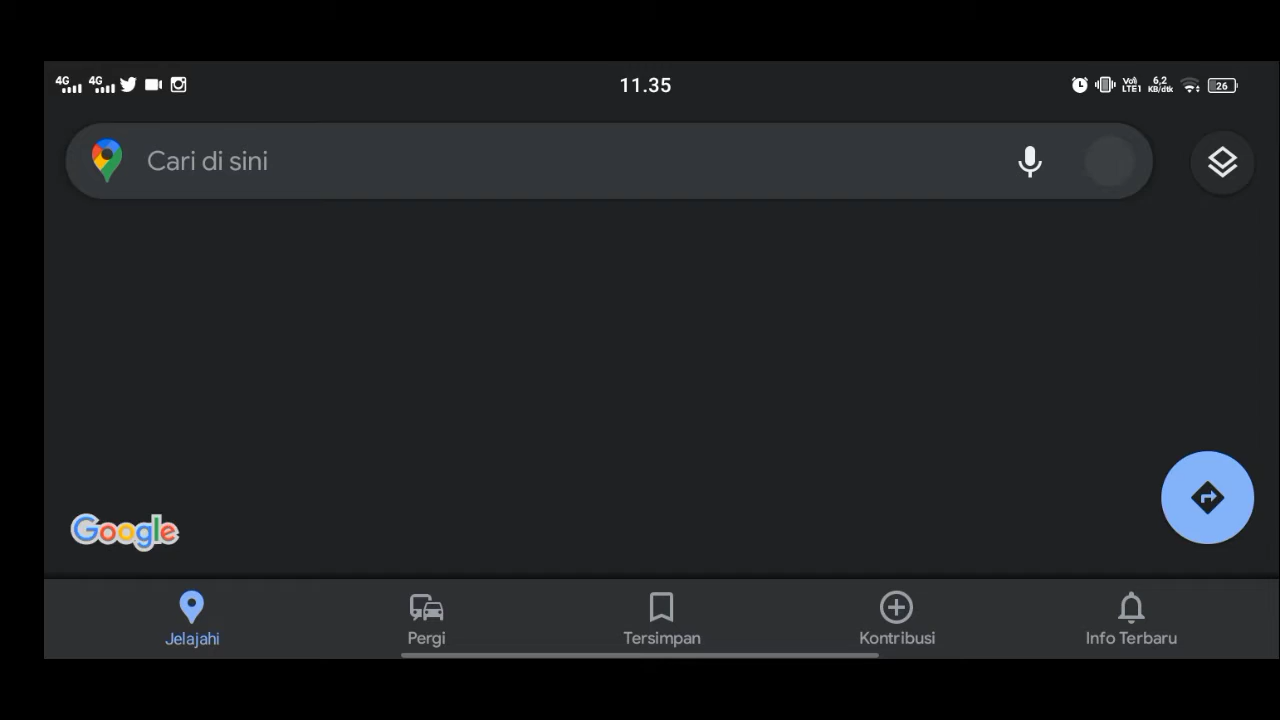 4G 4G 11.35 Vo LTE1 6,2 KB/dtk 26
Cari di sini
Google
Jelajahi Pergi Tersimpan Kontribusi Info Terbaru